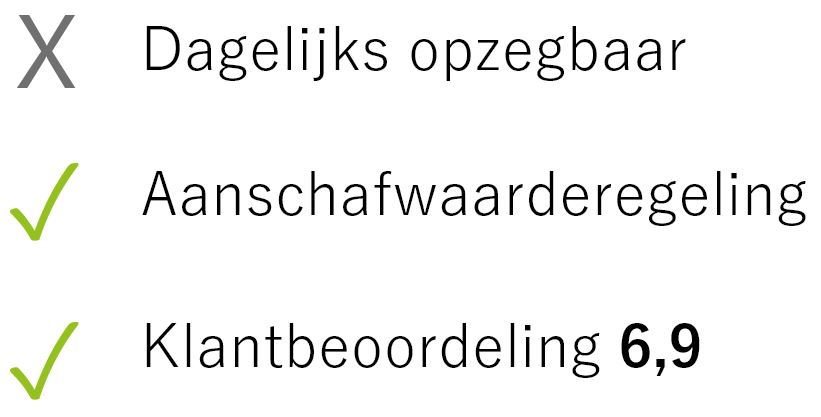 X Dagelijks opzegbaar
✓ Aanschafwaarderegeling
✓ Klantbeoordeling 6,9